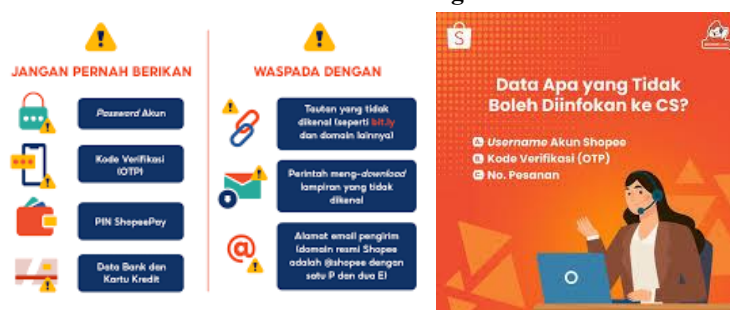 JANGAN PERNAH BERIKAN
Password Akun
Kode Verifikasi
(OTP)
PIN ShopeePay
Data Bank dan
Kartu Kredit
WASPADA DENGAN
Tautan yang tidak
dikenal (seperti bit.ly
dan domain lainnya)
Perintah meng-download
lampiran yang tidak
dikenal
Alamat email pengirim
(domain resmi Shopee
adalah @shopee dengan
satu P dan dua E)
S
Data Apa yang Tidak
Boleh Diinfokan ke CS?
A. Username Akun Shopee
B. Kode Verifikasi (OTP)
C. No. Pesanan